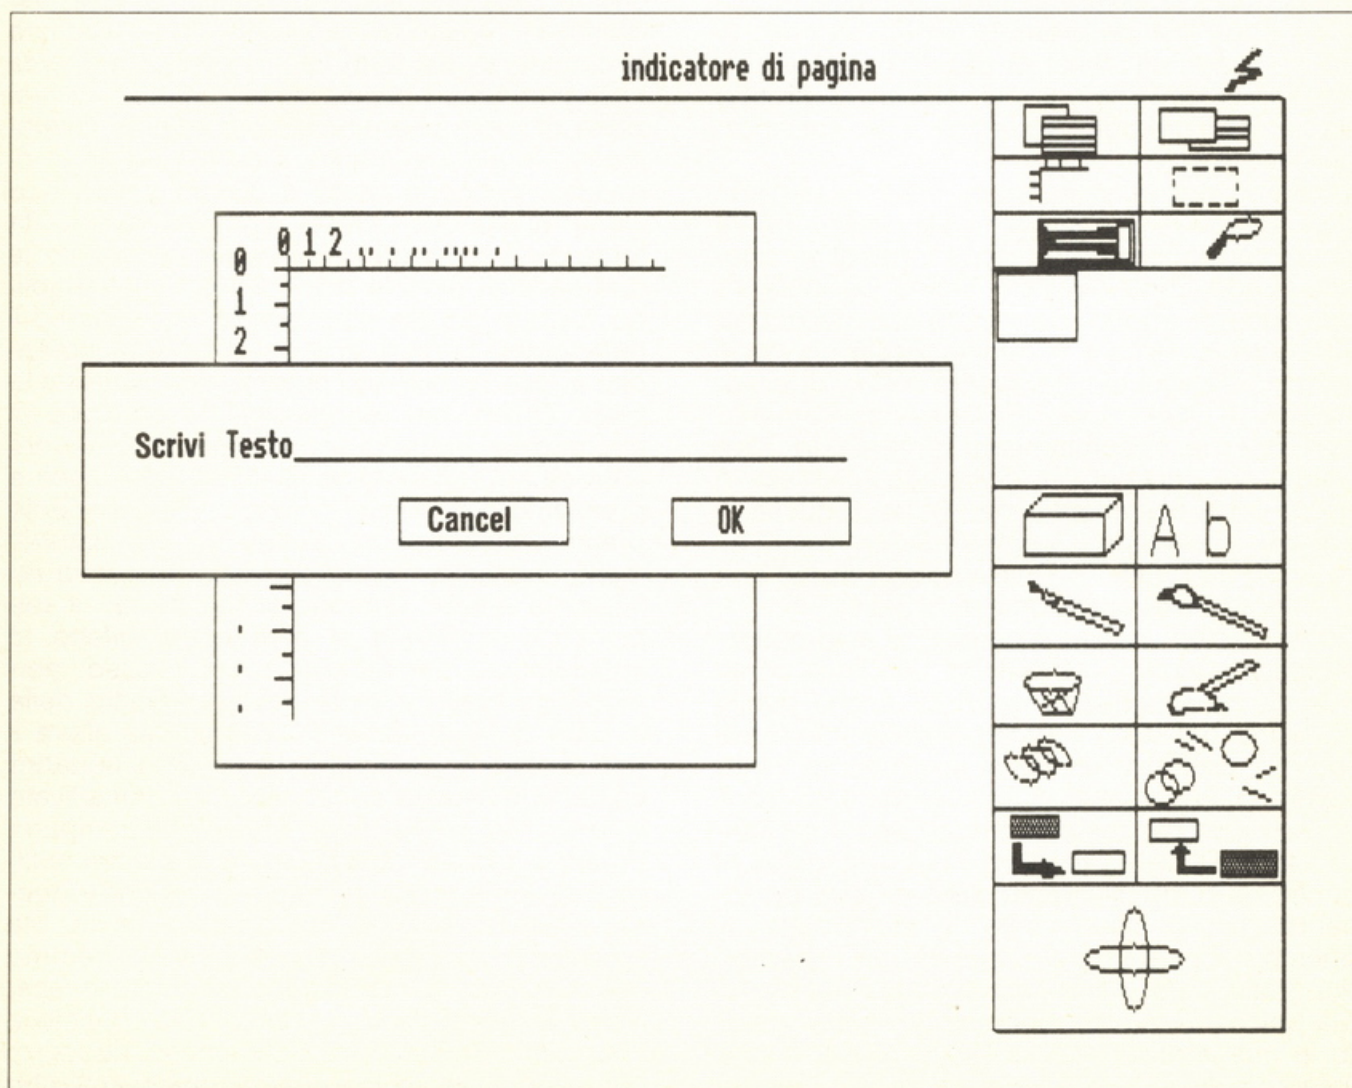 indicatore di pagina
0 1 2 .. . .. .... .
0
1
2
Scrivi Testo
Cancel
OK
.
.
.
A b